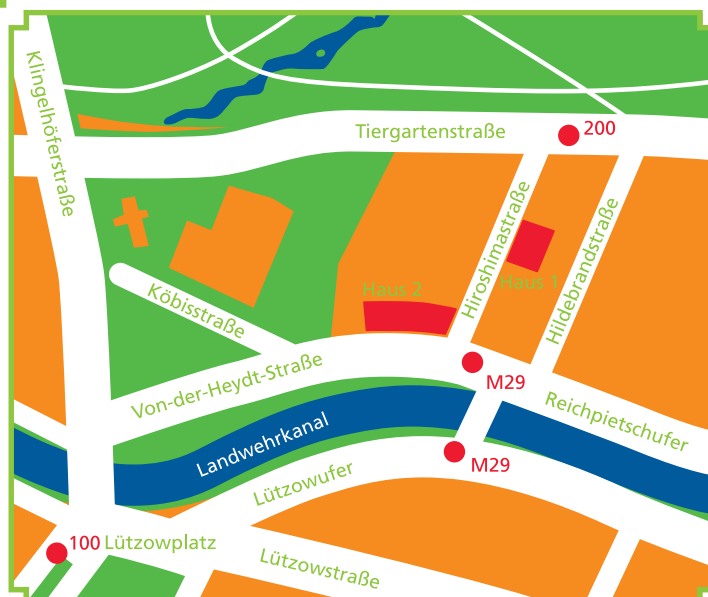 Klingelhöferstraße
Tiergartenstraße
200
Hiroshimastraße
Hildebrandstraße
Haus 1
Haus 2
Köbisstraße
Von-der-Heydt-Straße
M29
Reichpietschufer
Landwehrkanal
M29
Lützowufer
100 Lützowplatz
Lützowstraße